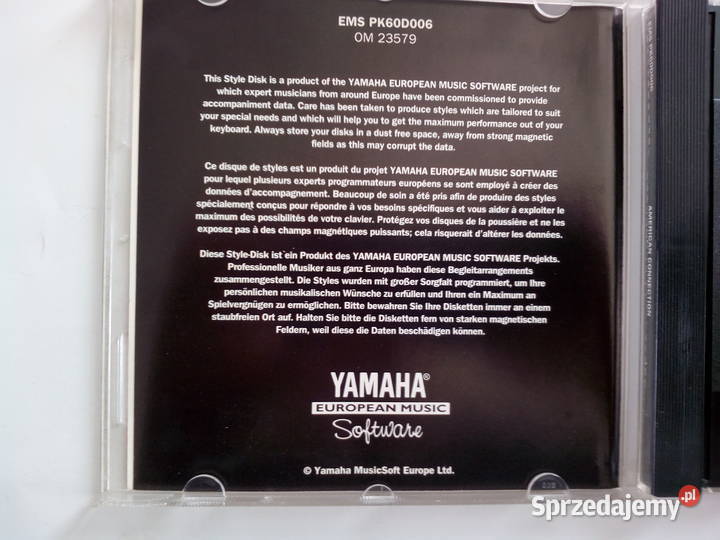 EMS PK60D006
OM 23579
This Style Disk is a product of the YAMAHA EUROPEAN MUSIC SOFTWARE project for
which expert musicians from around Europe have been commissioned to provide
accompaniment data. Care has been taken to produce styles which are tailored to suit
your special needs and which will help you to get the maximum performance out of your
keyboard. Always store your disks in a dust free space, away from strong magnetic
fields as this may corrupt the data.
Ce disque de styles est un produit du projet YAMAHA EUROPEAN MUSIC SOFTWARE
pour lequel plusieurs experts programmateurs européens se sont employé à créer des
données d'accompagnement. Beaucoup de soin a été pris afin de produire des styles
spécialement conçus pour répondre à vos besoins spécifiques et vous aider à exploiter le
maximum des possibilités de votre clavier. Protégez vos disques de la poussière et ne les
exposez pas à des champs magnétiques puissants; cela risquerait d'altérer les données.
Diese Style-Disk ist ein Produkt des YAMAHA EUROPEAN MUSIC SOFTWARE Projekts.
Professionelle Musiker aus ganz Europa haben diese Begleitarrangements
zusammengestellt. Die Styles wurden mit großer Sorgfalt programmiert, um Ihre
persönlichen musikalischen Wünsche zu erfüllen und Ihren ein Maximum an
Spielvergnügen zu ermöglichen. Bitte bewahren Sie Ihre Disketten immer an einem
staubfreien Ort auf. Halten Sie bitte die Disketten fern von starken magnetischen
Feldern, weil diese die Daten beschädigen können.
YAMAHA®
EUROPEAN MUSIC
Software
© Yamaha MusicSoft Europe Ltd.
AMERICAN CONNECTION
Sprzedajemy.pl